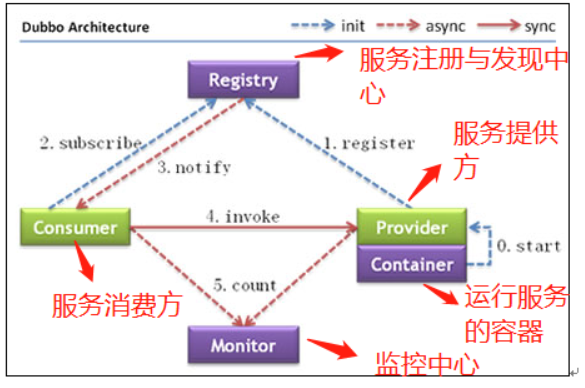 Dubbo Architecture
init
async
sync
Registry
服务注册与发现中
心
2. subscribe
3. notify
1. register
服务提供
方
Consumer
4. invoke
Provider
Container
0. start
服务消费方
5. count
运行服务
的容器
Monitor
监控中心